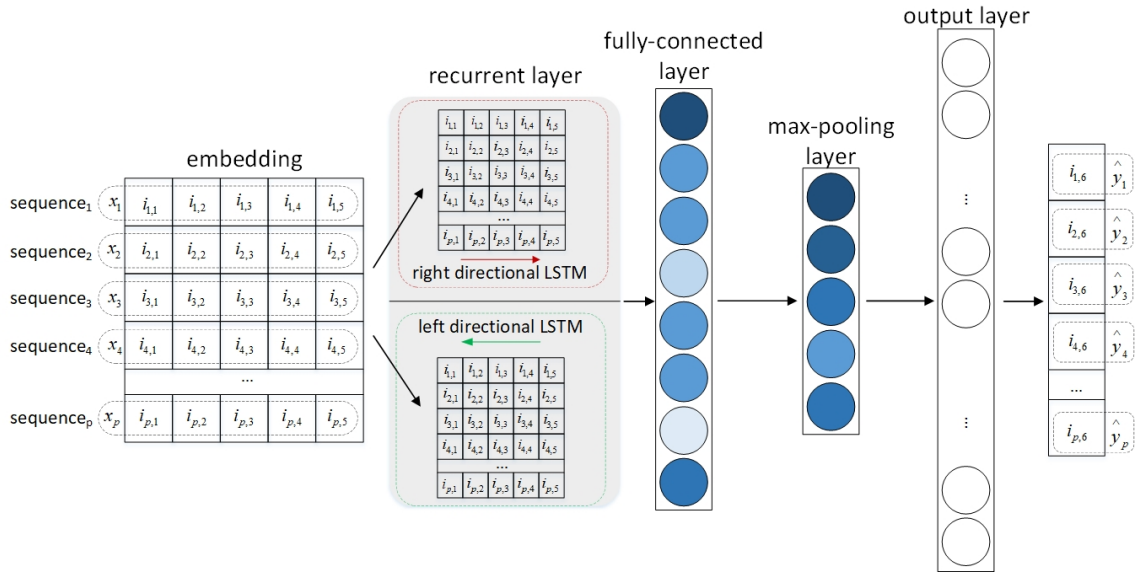 output layer
fully-connected
layer
recurrent layer
max-pooling
layer
embedding
sequence₁ x₁ i₁,₁ i₁,₂ i₁,₃ i₁,₄ i₁,₅
sequence₂ x₂ i₂,₁ i₂,₂ i₂,₃ i₂,₄ i₂,₅
sequence₃ x₃ i₃,₁ i₃,₂ i₃,₃ i₃,₄ i₃,₅
sequence₄ x₄ i₄,₁ i₄,₂ i₄,₃ i₄,₄ i₄,₅
...
sequenceₚ xₚ iₚ,₁ iₚ,₂ iₚ,₃ iₚ,₄ iₚ,₅
i₁,₁ i₁,₂ i₁,₃ i₁,₄ i₁,₅
i₂,₁ i₂,₂ i₂,₃ i₂,₄ i₂,₅
i₃,₁ i₃,₂ i₃,₃ i₃,₄ i₃,₅
i₄,₁ i₄,₂ i₄,₃ i₄,₄ i₄,₅
...
iₚ,₁ iₚ,₂ iₚ,₃ iₚ,₄ iₚ,₅
right directional LSTM
left directional LSTM
i₁,₁ i₁,₂ i₁,₃ i₁,₄ i₁,₅
i₂,₁ i₂,₂ i₂,₃ i₂,₄ i₂,₅
i₃,₁ i₃,₂ i₃,₃ i₃,₄ i₃,₅
i₄,₁ i₄,₂ i₄,₃ i₄,₄ i₄,₅
...
iₚ,₁ iₚ,₂ iₚ,₃ iₚ,₄ iₚ,₅
...
...
i₁,₆ ŷ₁
i₂,₆ ŷ₂
i₃,₆ ŷ₃
i₄,₆ ŷ₄
...
iₚ,₆ ŷₚ